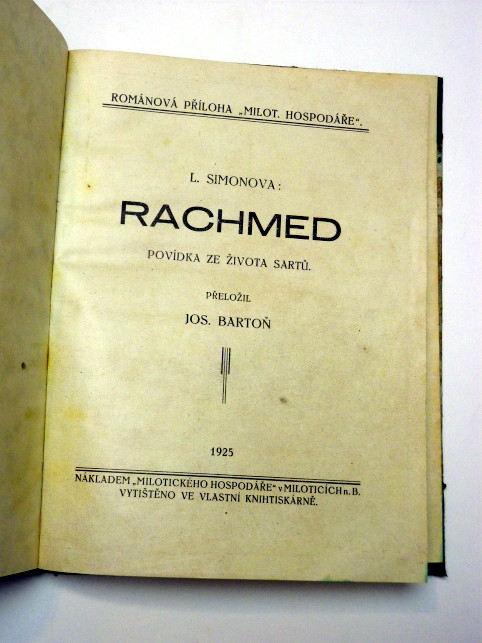 ROMÁNOVÁ PŘÍLOHA „MILOT. HOSPODÁŘE“.
L. SIMONOVA:
RACHMED
POVÍDKA ZE ŽIVOTA SARTŮ.
PŘELOŽIL
JOS. BARTOŇ
1925
NÁKLADEM „MILOTICKÉHO HOSPODÁŘE“ v MILOTICÍCH n. B.
VYTIŠTĚNO VE VLASTNÍ KNIHTISKÁRNĚ.